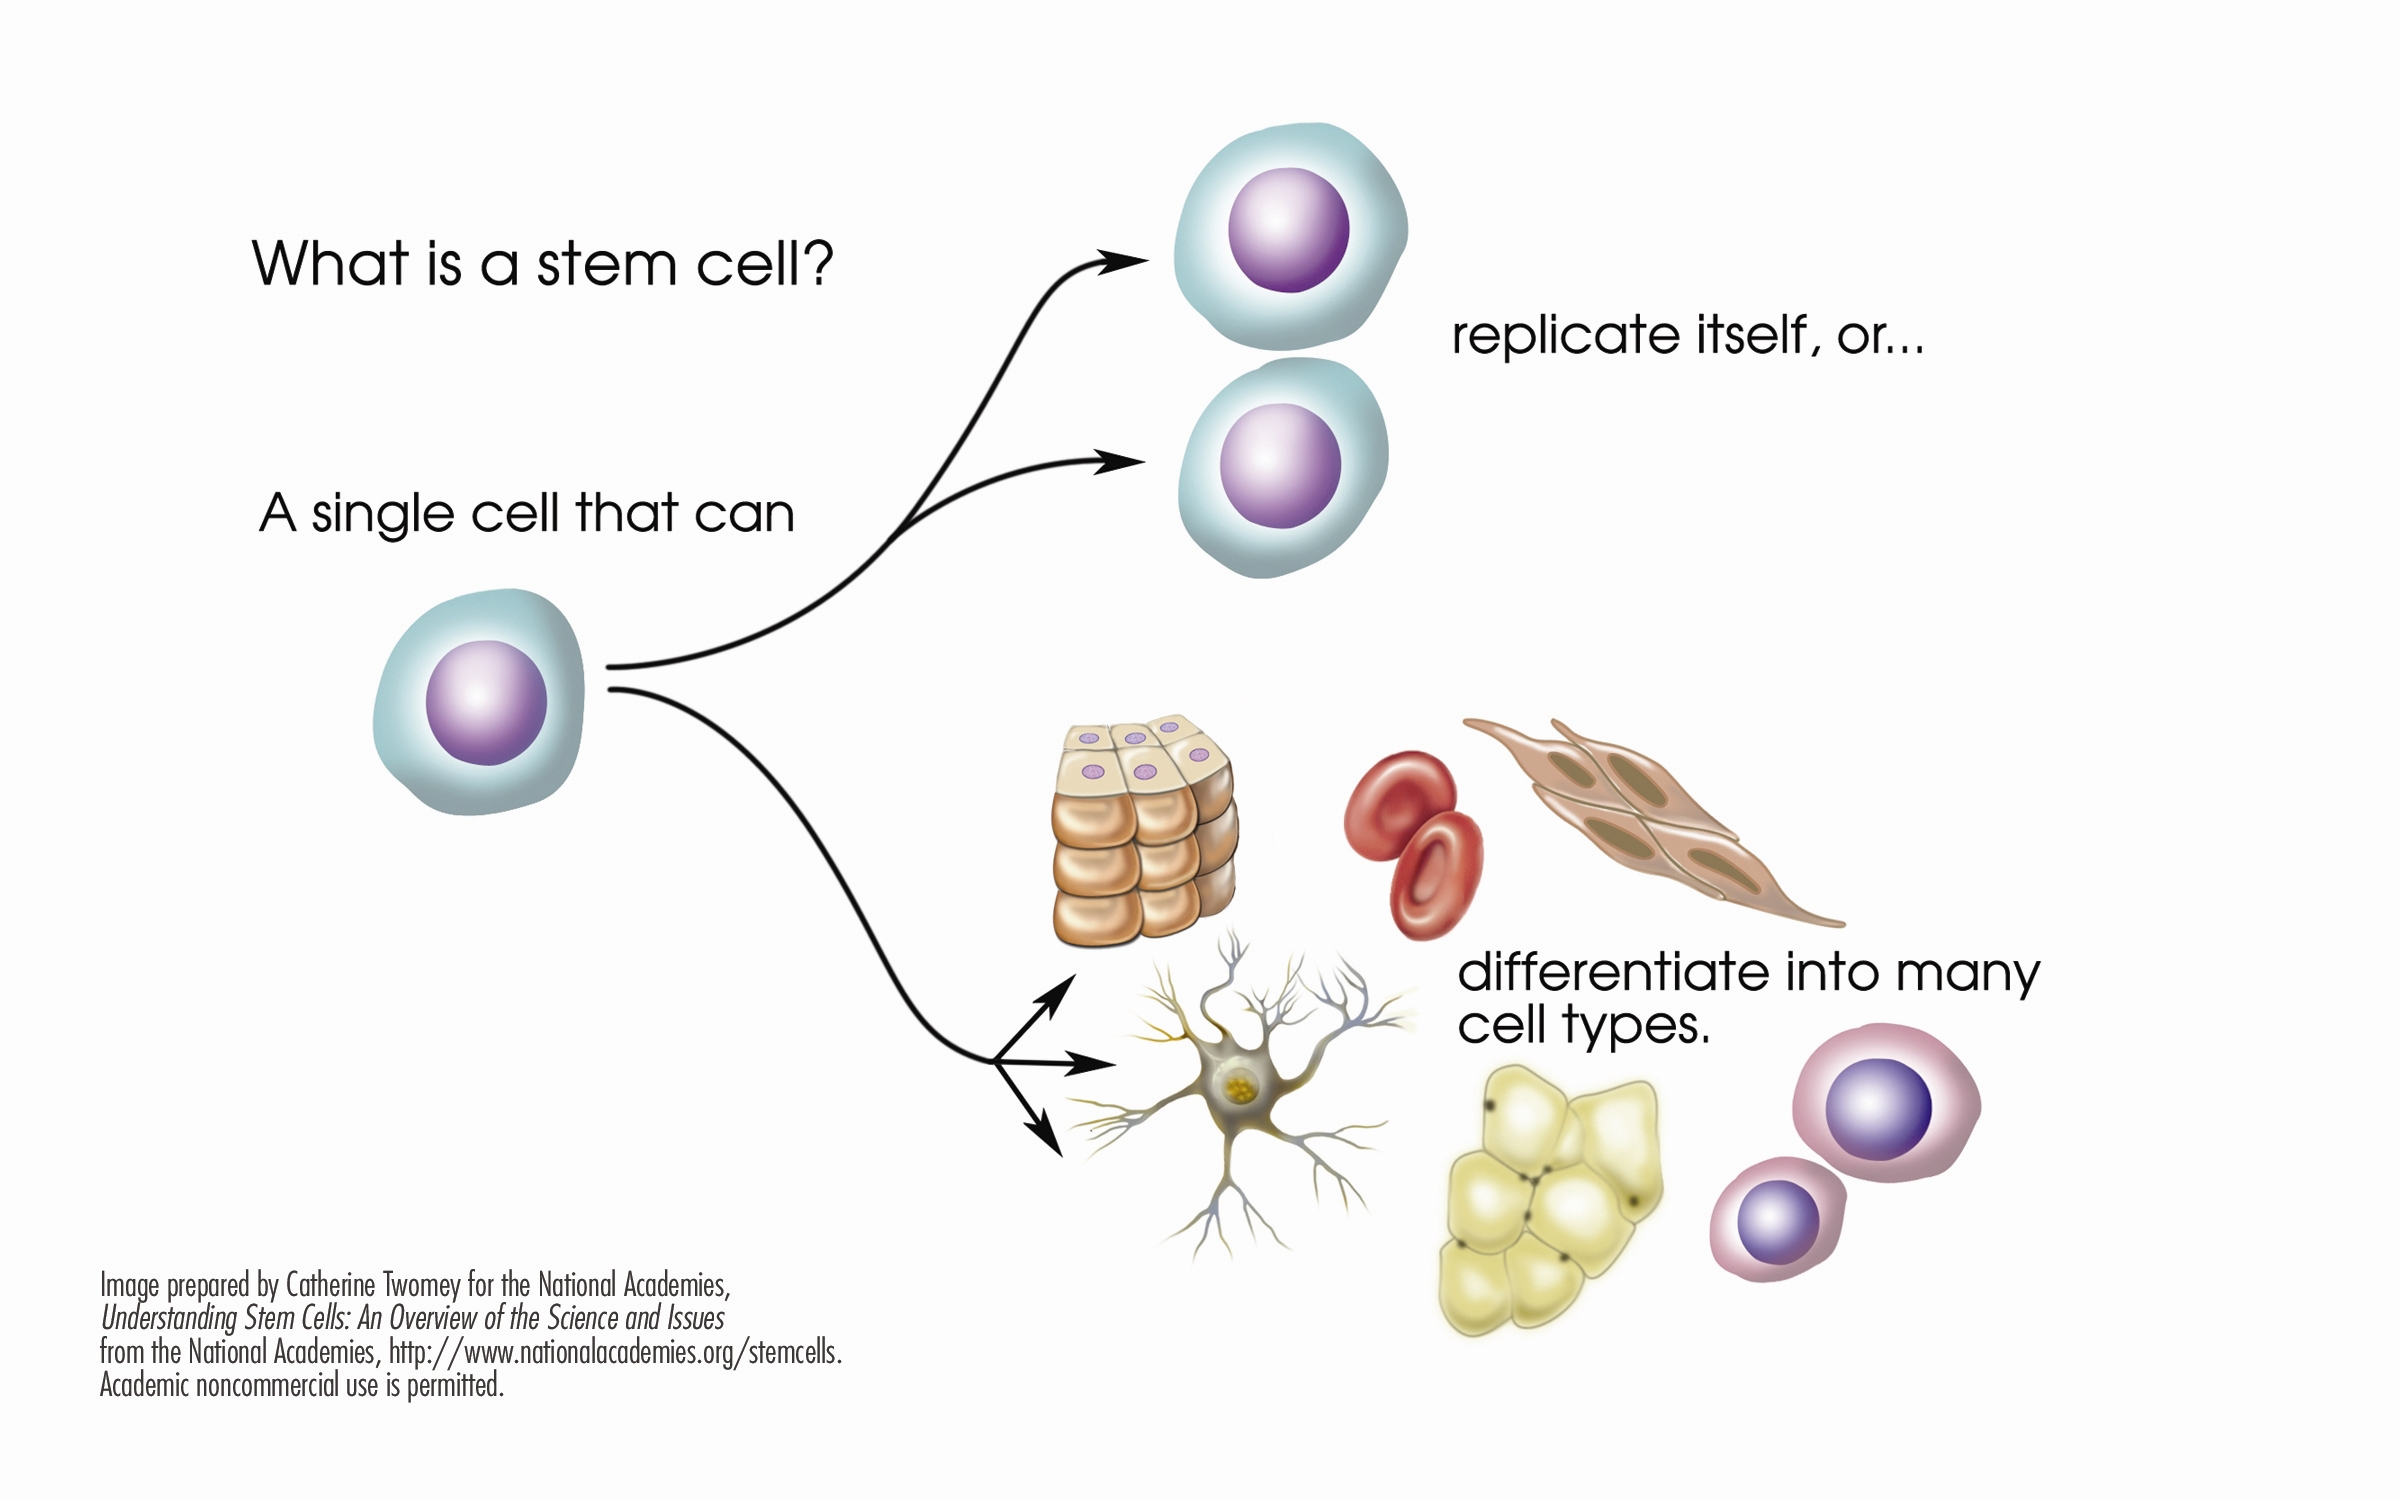 What is a stem cell?
A single cell that can
replicate itself, or...
differentiate into many
cell types.
Image prepared by Catherine Twomey for the National Academies,
Understanding Stem Cells: An Overview of the Science and Issues
from the National Academies, http://www.nationalacademies.org/stemcells.
Academic noncommercial use is permitted.